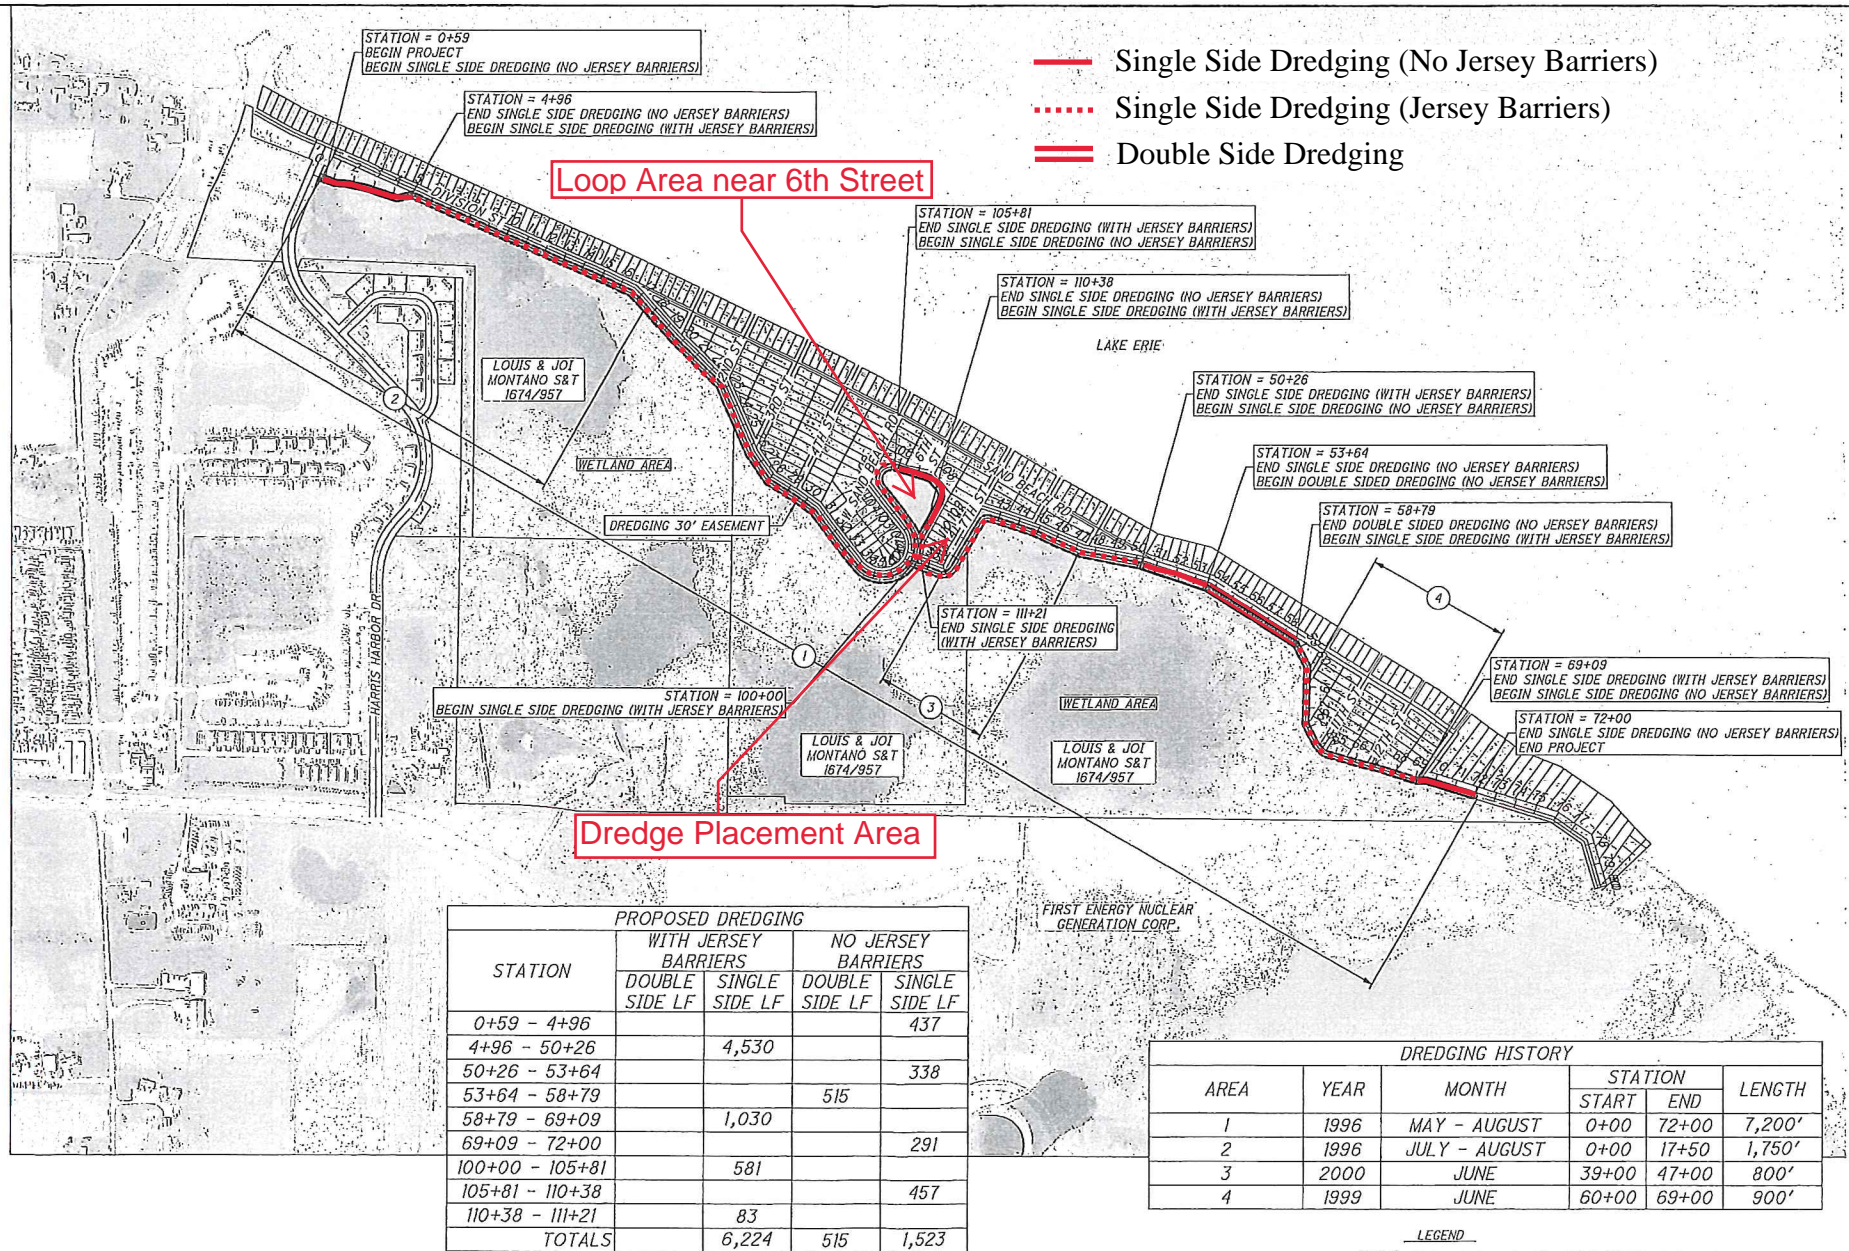 STATION = 0+59
BEGIN PROJECT
BEGIN SINGLE SIDE DREDGING (NO JERSEY BARRIERS)
STATION = 4+96
END SINGLE SIDE DREDGING (NO JERSEY BARRIERS)
BEGIN SINGLE SIDE DREDGING (WITH JERSEY BARRIERS)
Single Side Dredging (No Jersey Barriers)
Single Side Dredging (Jersey Barriers)
Double Side Dredging
Loop Area near 6th Street
STATION = 105+81
END SINGLE SIDE DREDGING (WITH JERSEY BARRIERS)
BEGIN SINGLE SIDE DREDGING (NO JERSEY BARRIERS)
STATION = 110+38
END SINGLE SIDE DREDGING (NO JERSEY BARRIERS)
BEGIN SINGLE SIDE DREDGING (WITH JERSEY BARRIERS)
LAKE ERIE
STATION = 50+26
END SINGLE SIDE DREDGING (WITH JERSEY BARRIERS)
BEGIN SINGLE SIDE DREDGING (NO JERSEY BARRIERS)
STATION = 53+64
END SINGLE SIDE DREDGING (NO JERSEY BARRIERS)
BEGIN DOUBLE SIDED DREDGING (NO JERSEY BARRIERS)
STATION = 58+79
END DOUBLE SIDED DREDGING (NO JERSEY BARRIERS)
BEGIN SINGLE SIDE DREDGING (WITH JERSEY BARRIERS)
DIVISION ST
2ND ST
3RD ST
4TH ST
BEACH RD
6TH ST
7TH ST
SAND BEACH RD
LOUIS & JOI
MONTANO S&T
1674/957
2
WETLAND AREA
DREDGING 30' EASEMENT
HARRIS HARBOR DR
4
STATION = 111+21
END SINGLE SIDE DREDGING
(WITH JERSEY BARRIERS)
1
3
STATION = 100+00
BEGIN SINGLE SIDE DREDGING (WITH JERSEY BARRIERS)
WETLAND AREA
LOUIS & JOI
MONTANO S&T
1674/957
LOUIS & JOI
MONTANO S&T
1674/957
STATION = 69+09
END SINGLE SIDE DREDGING (WITH JERSEY BARRIERS)
BEGIN SINGLE SIDE DREDGING (NO JERSEY BARRIERS)
STATION = 72+00
END SINGLE SIDE DREDGING (NO JERSEY BARRIERS)
END PROJECT
Dredge Placement Area
FIRST ENERGY NUCLEAR
GENERATION CORP.
PROPOSED DREDGING
STATION WITH JERSEY BARRIERS NO JERSEY BARRIERS
DOUBLE SIDE LF SINGLE SIDE LF DOUBLE SIDE LF SINGLE SIDE LF
0+59 - 4+96 437
4+96 - 50+26 4,530
50+26 - 53+64 338
53+64 - 58+79 515
58+79 - 69+09 1,030
69+09 - 72+00 291
100+00 - 105+81 581
105+81 - 110+38 457
110+38 - 111+21 83
TOTALS 6,224 515 1,523
DREDGING HISTORY
AREA YEAR MONTH STATION LENGTH
START END
1 1996 MAY - AUGUST 0+00 72+00 7,200'
2 1996 JULY - AUGUST 0+00 17+50 1,750'
3 2000 JUNE 39+00 47+00 800'
4 1999 JUNE 60+00 69+00 900'
LEGEND